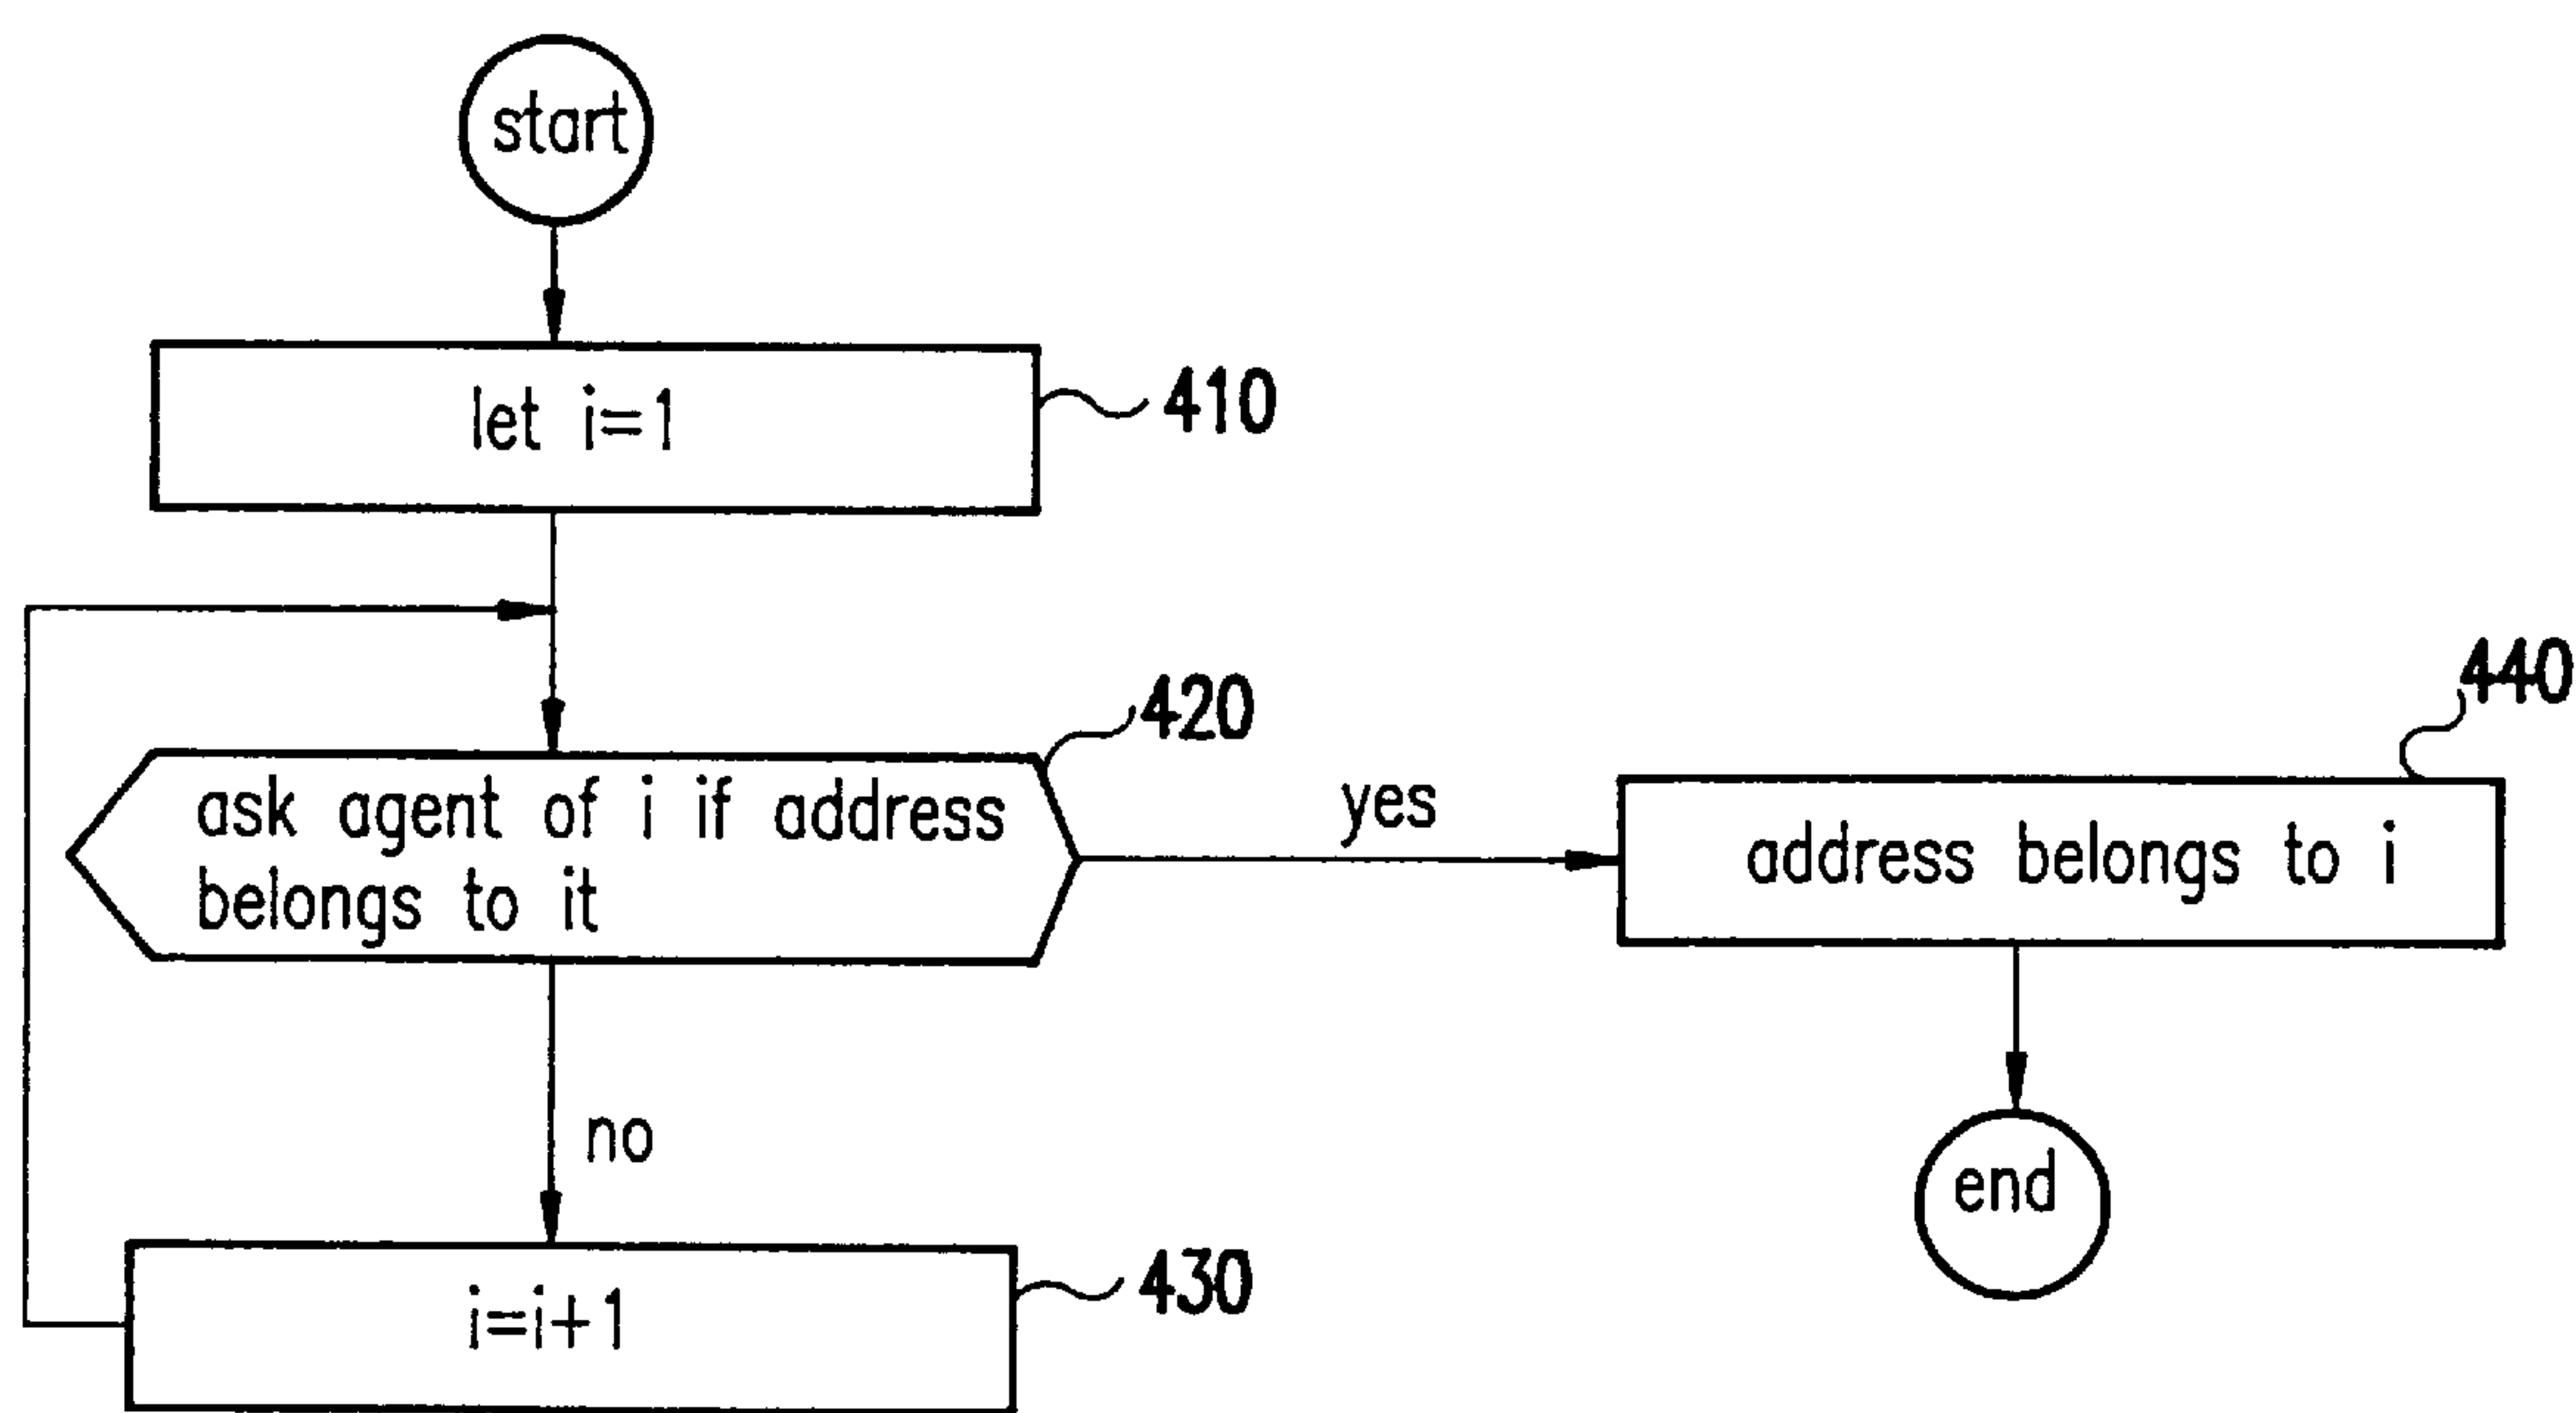 start
let i=1
410
420
ask agent of i if address
belongs to it
yes
440
address belongs to i
no
i=i+1
430
end